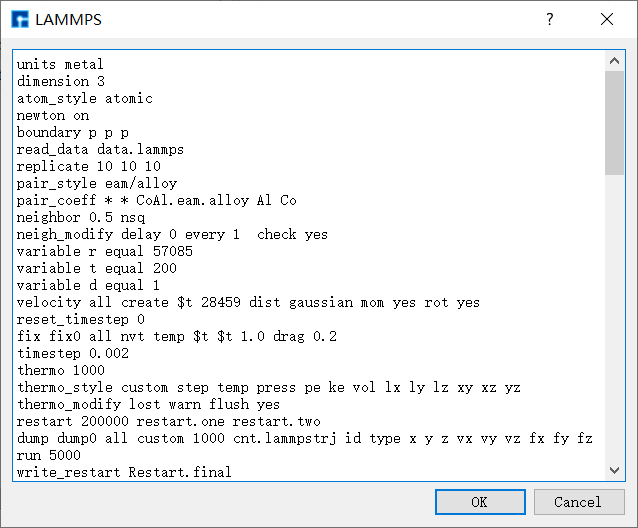 LAMMPS
?
units metal
dimension 3
atom_style atomic
newton on
boundary p p p
read_data data.lammps
replicate 10 10 10
pair_style eam/alloy
pair_coeff * * CoAl.eam.alloy Al Co
neighbor 0.5 nsq
neigh_modify delay 0 every 1  check yes
variable r equal 57085
variable t equal 200
variable d equal 1
velocity all create $t 28459 dist gaussian mom yes rot yes
reset_timestep 0
fix fix0 all nvt temp $t $t 1.0 drag 0.2
timestep 0.002
thermo 1000
thermo_style custom step temp press pe ke vol lx ly lz xy xz yz
thermo_modify lost warn flush yes
restart 200000 restart.one restart.two
dump dump0 all custom 1000 cnt.lammpstrj id type x y z vx vy vz fx fy fz
run 5000
write_restart Restart.final
OK Cancel